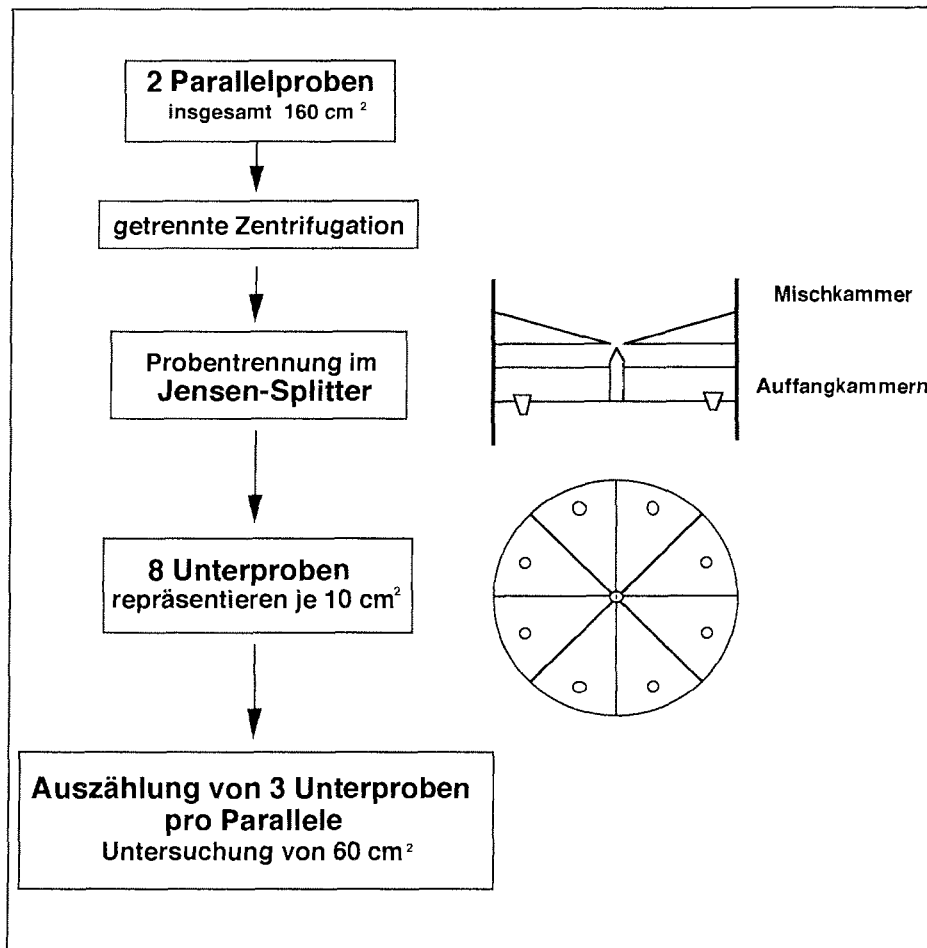 2 Parallelproben
insgesamt 160 cm²
getrennte Zentrifugation
Probentrennung im
Jensen-Splitter
Mischkammer
Auffangkammern
8 Unterproben
repräsentieren je 10 cm²
Auszählung von 3 Unterproben
pro Parallele
Untersuchung von 60 cm²